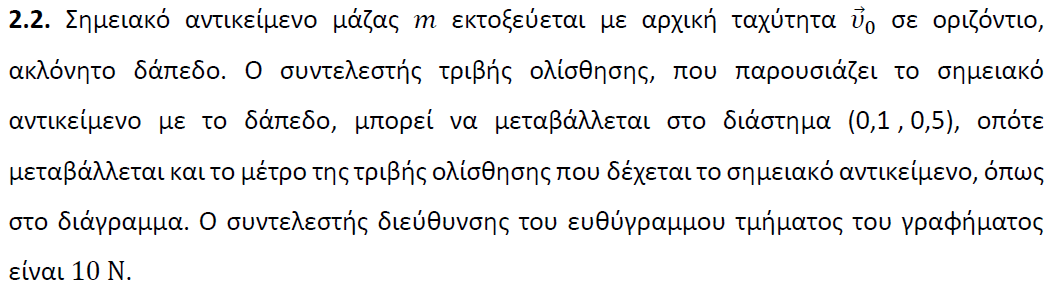 2.2. Σημειακό αντικείμενο μάζας m εκτοξεύεται με αρχική ταχύτητα υ⃗₀ σε οριζόντιο,
ακλόνητο δάπεδο. Ο συντελεστής τριβής ολίσθησης, που παρουσιάζει το σημειακό
αντικείμενο με το δάπεδο, μπορεί να μεταβάλλεται στο διάστημα (0,1 , 0,5), οπότε
μεταβάλλεται και το μέτρο της τριβής ολίσθησης που δέχεται το σημειακό αντικείμενο, όπως
στο διάγραμμα. Ο συντελεστής διεύθυνσης του ευθύγραμμου τμήματος του γραφήματος
είναι 10 N.